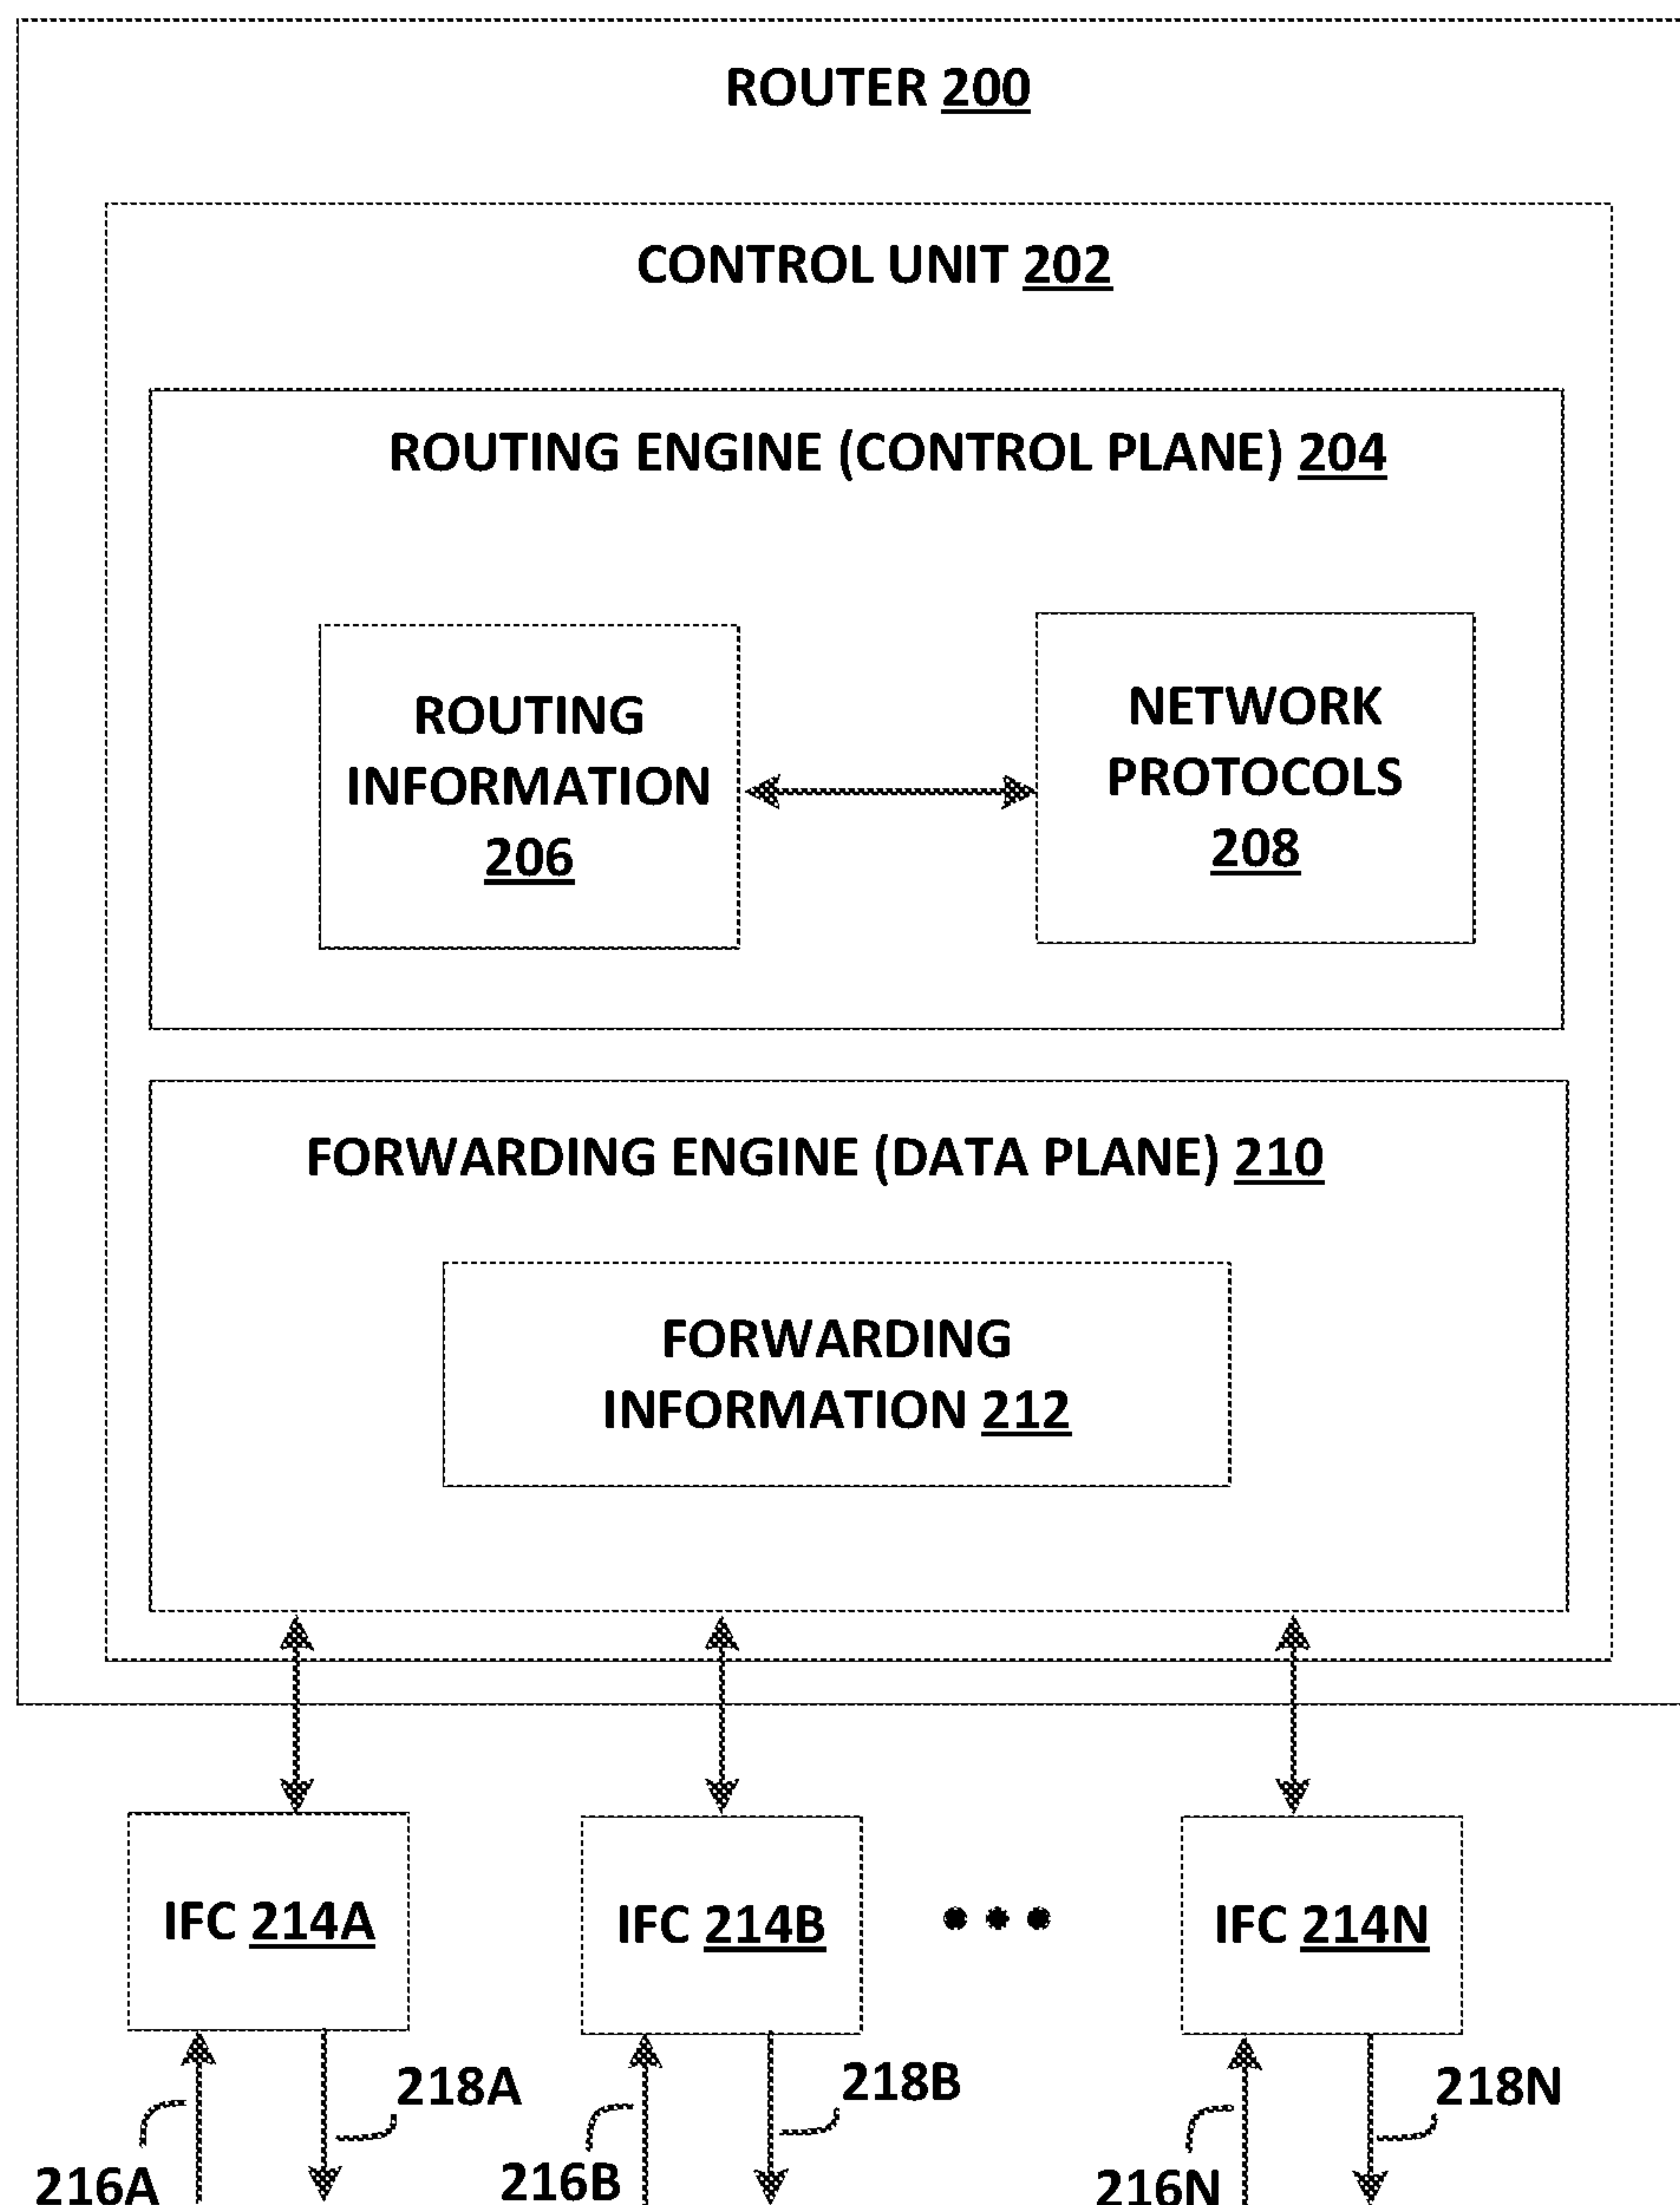 ROUTER 200
CONTROL UNIT 202
ROUTING ENGINE (CONTROL PLANE) 204
ROUTING
INFORMATION
206
NETWORK
PROTOCOLS
208
FORWARDING ENGINE (DATA PLANE) 210
FORWARDING
INFORMATION 212
IFC 214A
IFC 214B
IFC 214N
218A
218B
218N
216A
216B
216N